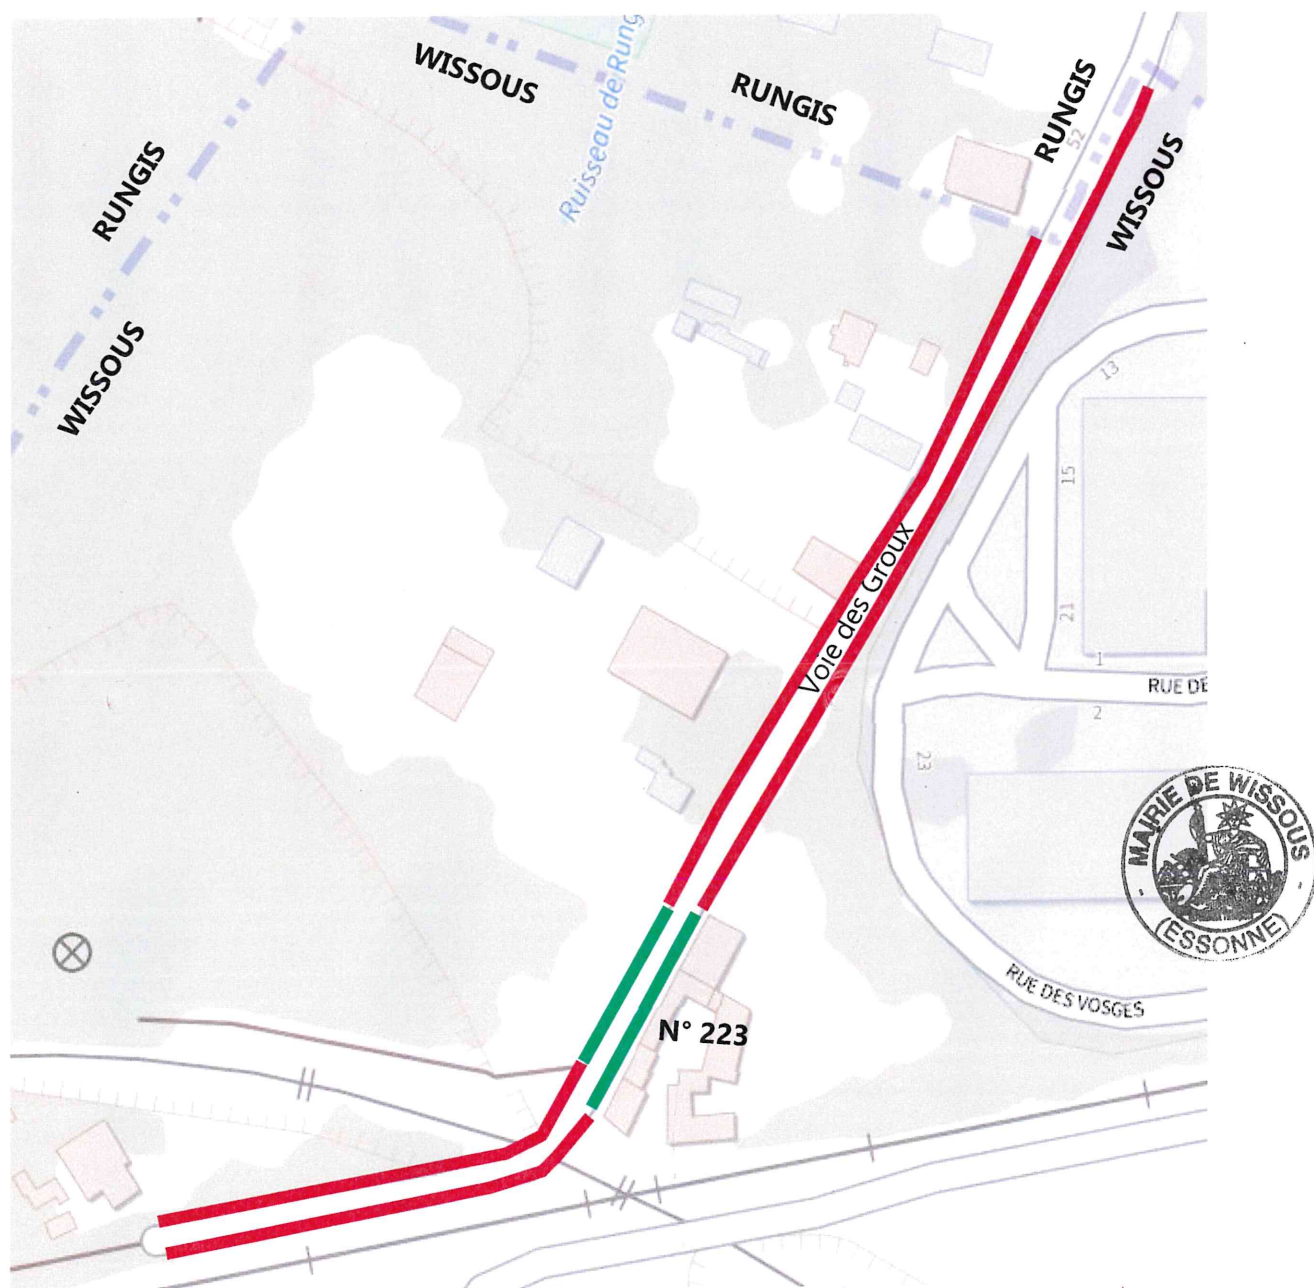 WISSOUS
RUNGIS
RUNGIS
WISSOUS
RUNGIS
WISSOUS
Ruisseau de Rung
52
13
15
21
1
RUE DE
2
23
Voie des Groux
MAIRIE DE WISSOUS
(ESSONNE)
RUE DES VOSGES
N° 223